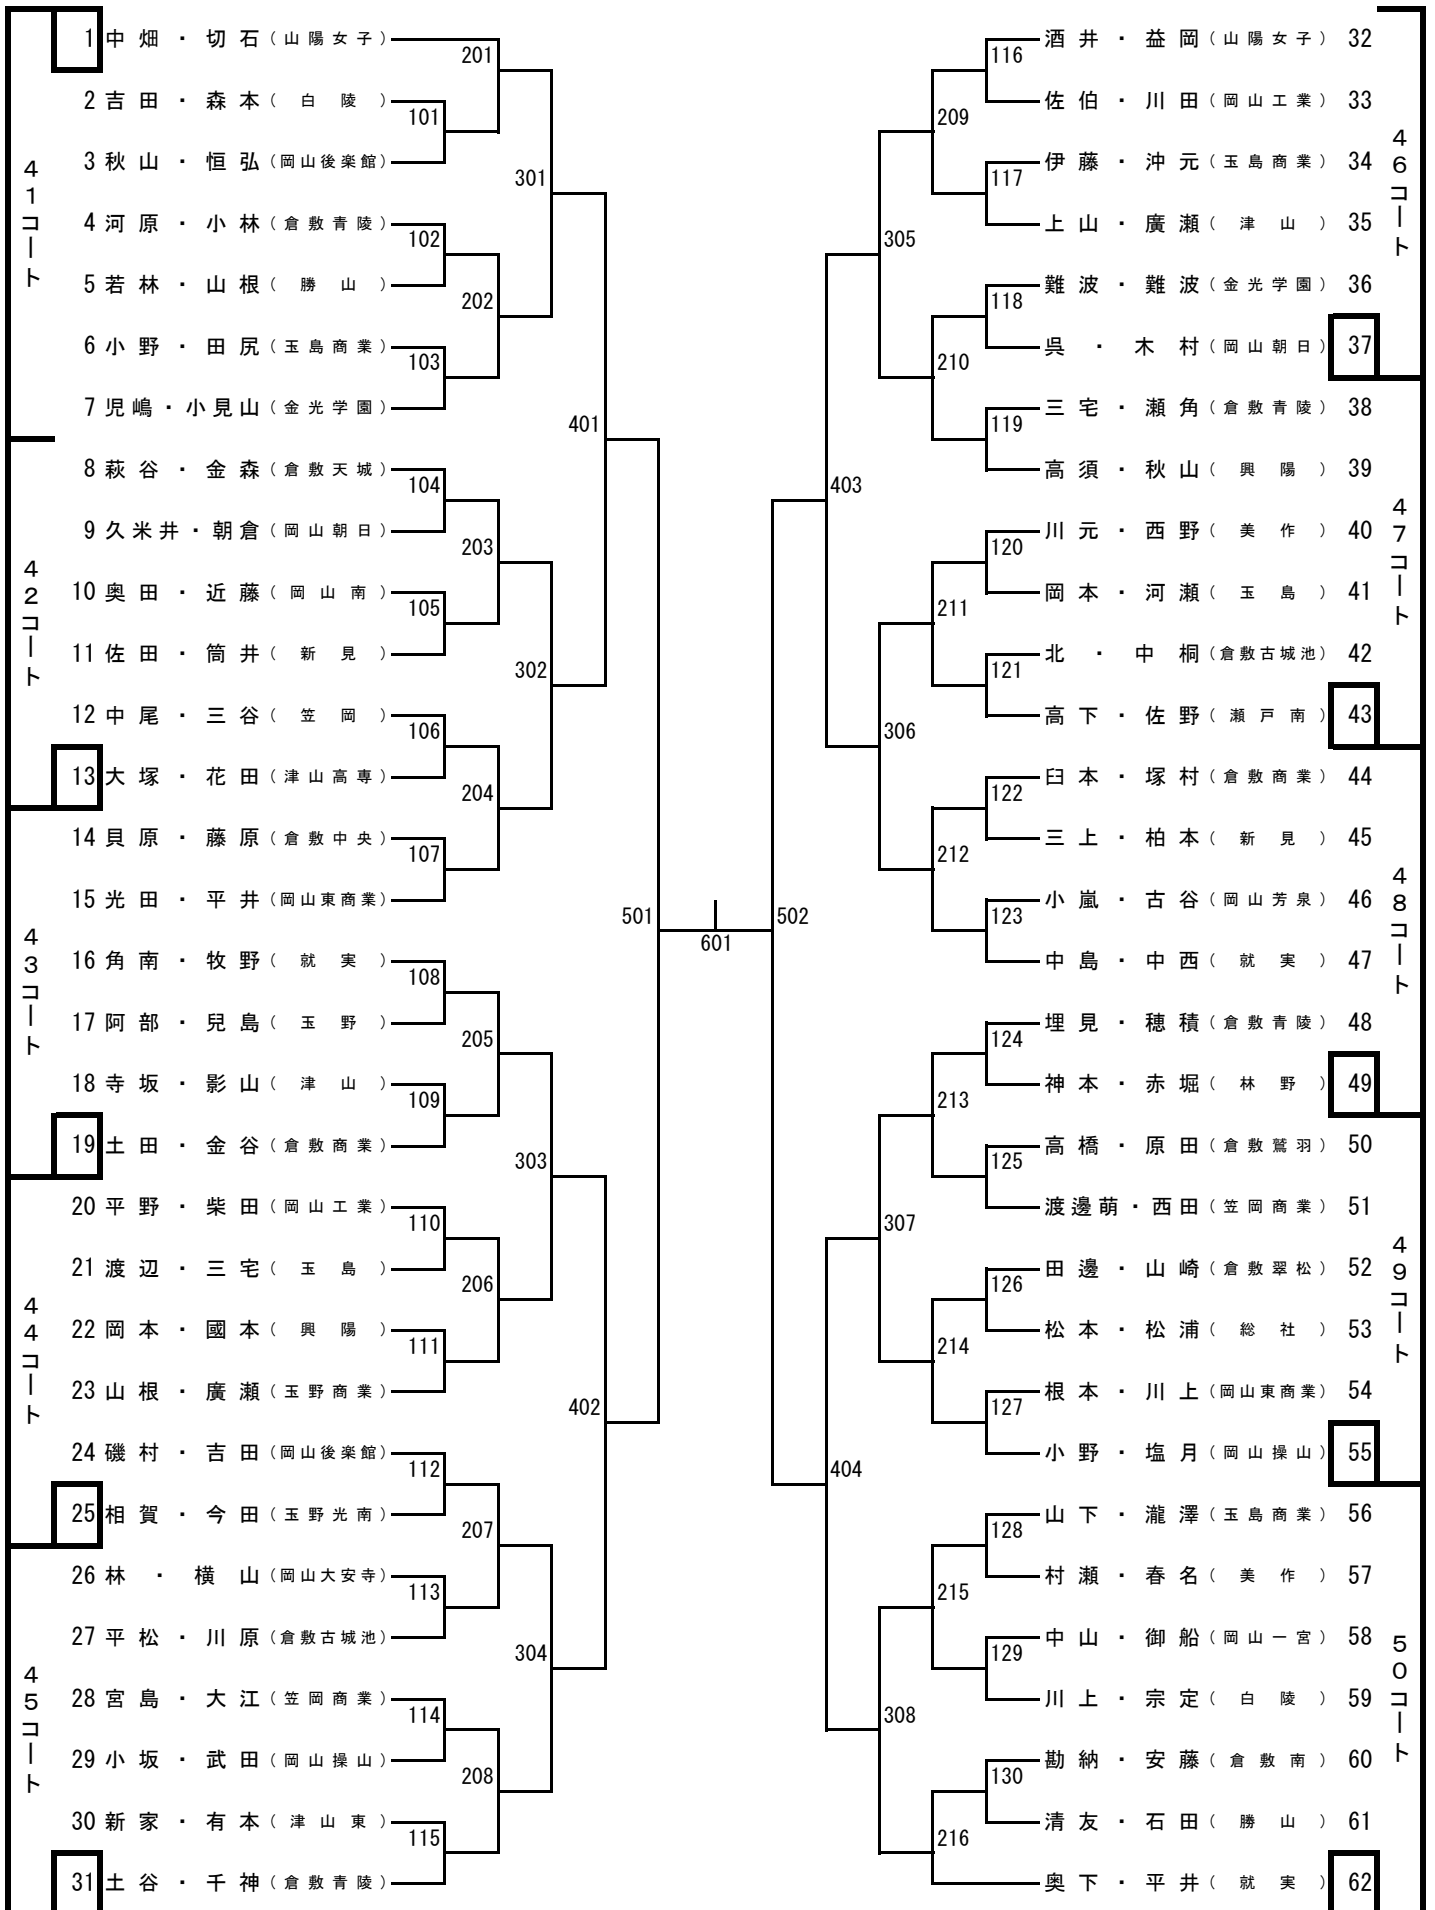 1 中畑・切石(山陽女子)
2 吉田・森本(白陵)
3 秋山・恒弘(岡山後楽館)
4 河原・小林(倉敷青陵)
5 若林・山根(勝山)
6 小野・田尻(玉島商業)
7 児嶋・小見山(金光学園)
8 萩谷・金森(倉敷天城)
9 久米井・朝倉(岡山朝日)
10 奥田・近藤(岡山南)
11 佐田・筒井(新見)
12 中尾・三谷(笠岡)
13 大塚・花田(津山高専)
14 貝原・藤原(倉敷中央)
15 光田・平井(岡山東商業)
16 角南・牧野(就実)
17 阿部・兒島(玉野)
18 寺坂・影山(津山)
19 土田・金谷(倉敷商業)
20 平野・柴田(岡山工業)
21 渡辺・三宅(玉島)
22 岡本・國本(興陽)
23 山根・廣瀬(玉野商業)
24 磯村・吉田(岡山後楽館)
25 相賀・今田(玉野光南)
26 林・横山(岡山大安寺)
27 平松・川原(倉敷古城池)
28 宮島・大江(笠岡商業)
29 小坂・武田(岡山操山)
30 新家・有本(津山東)
31 土谷・千神(倉敷青陵)
41コート
42コート
43コート
44コート
45コート
101
102
103
104
105
106
107
108
109
110
111
112
113
114
115
201
202
203
204
205
206
207
208
301
302
303
304
401
402
501
601
502
403
404
305
306
307
308
209
210
211
212
213
214
215
216
116
117
118
119
120
121
122
123
124
125
126
127
128
129
130
酒井・益岡(山陽女子) 32
佐伯・川田(岡山工業) 33
伊藤・沖元(玉島商業) 34
上山・廣瀬(津山) 35
難波・難波(金光学園) 36
呉・木村(岡山朝日) 37
三宅・瀬角(倉敷青陵) 38
高須・秋山(興陽) 39
川元・西野(美作) 40
岡本・河瀬(玉島) 41
北・中桐(倉敷古城池) 42
高下・佐野(瀬戸南) 43
臼本・塚村(倉敷商業) 44
三上・柏本(新見) 45
小嵐・古谷(岡山芳泉) 46
中島・中西(就実) 47
埋見・穂積(倉敷青陵) 48
神本・赤堀(林野) 49
高橋・原田(倉敷鷲羽) 50
渡邊萌・西田(笠岡商業) 51
田邊・山崎(倉敷翠松) 52
松本・松浦(総社) 53
根本・川上(岡山東商業) 54
小野・塩月(岡山操山) 55
山下・瀧澤(玉島商業) 56
村瀬・春名(美作) 57
中山・御船(岡山一宮) 58
川上・宗定(白陵) 59
勘納・安藤(倉敷南) 60
清友・石田(勝山) 61
奥下・平井(就実) 62
46コート
47コート
48コート
49コート
50コート